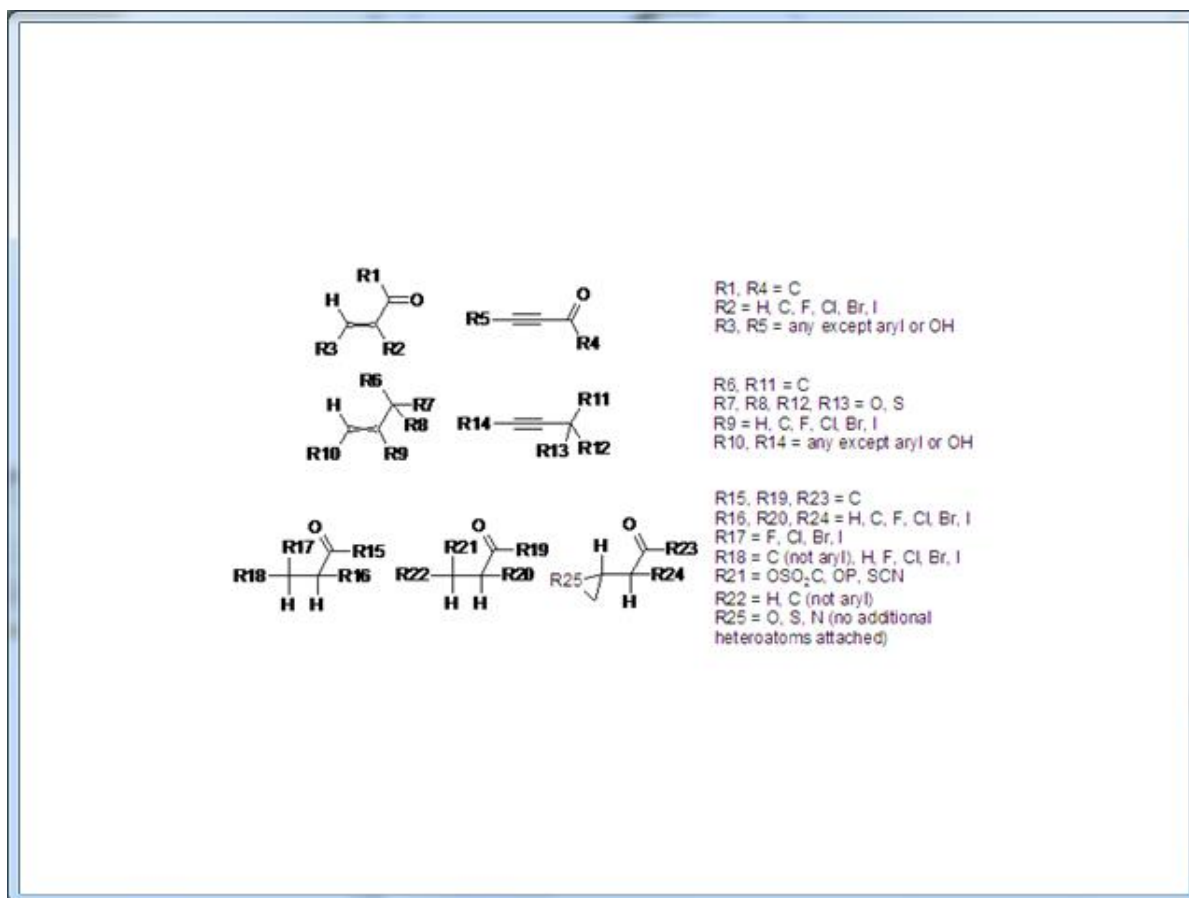 R1
H
O
R3
R2
O
R5
R4
R1, R4 = C
R2 = H, C, F, Cl, Br, I
R3, R5 = any except aryl or OH
R6
H
R7
R8
R10
R9
R11
R14
R13
R12
R6, R11 = C
R7, R8, R12, R13 = O, S
R9 = H, C, F, Cl, Br, I
R10, R14 = any except aryl or OH
O
R17
R15
R18
R16
H H
O
R21
R19
R22
R20
H H
O
H
R23
R25
R24
H
R15, R19, R23 = C
R16, R20, R24 = H, C, F, Cl, Br, I
R17 = F, Cl, Br, I
R18 = C (not aryl), H, F, Cl, Br, I
R21 = OSO₂C, OP, SCN
R22 = H, C (not aryl)
R25 = O, S, N (no additional
heteroatoms attached)